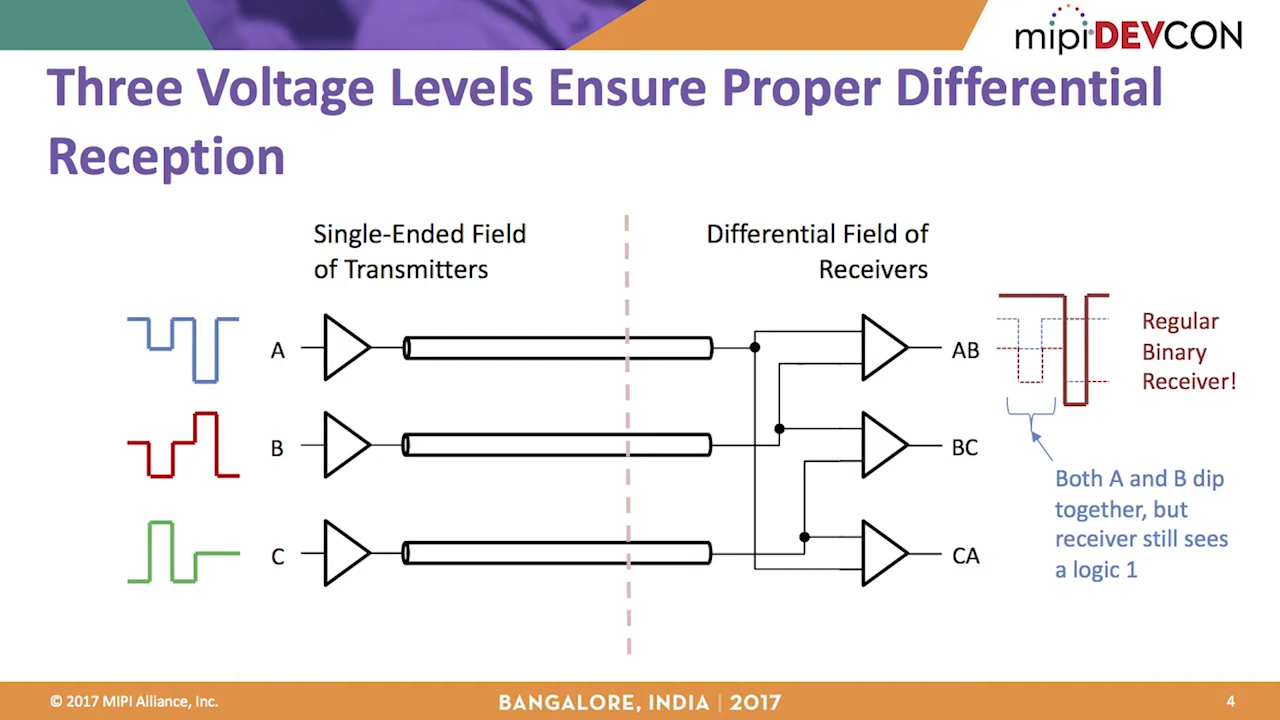 mipi DEVCON
Three Voltage Levels Ensure Proper Differential
Reception
Single-Ended Field
of Transmitters
Differential Field of
Receivers
A
AB
Regular
Binary
Receiver!
B
BC
Both A and B dip
together, but
receiver still sees
a logic 1
C
CA
© 2017 MIPI Alliance, Inc.
BANGALORE, INDIA | 2017
4